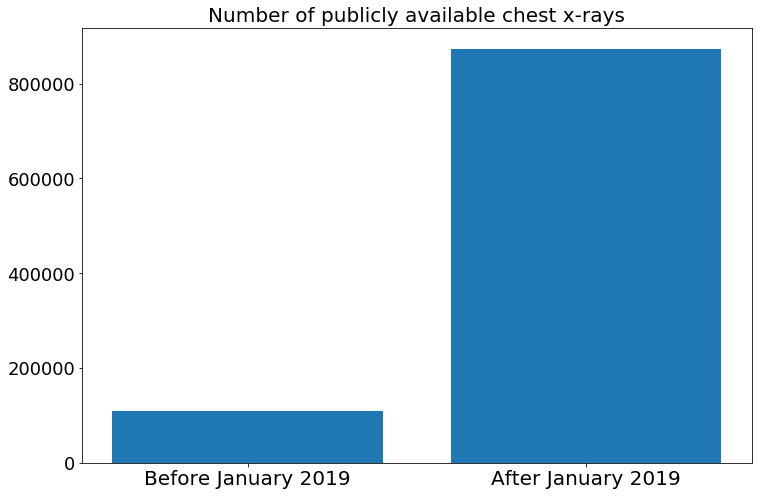 Number of publicly available chest x-rays
800000
600000
400000
200000
0
Before January 2019
After January 2019